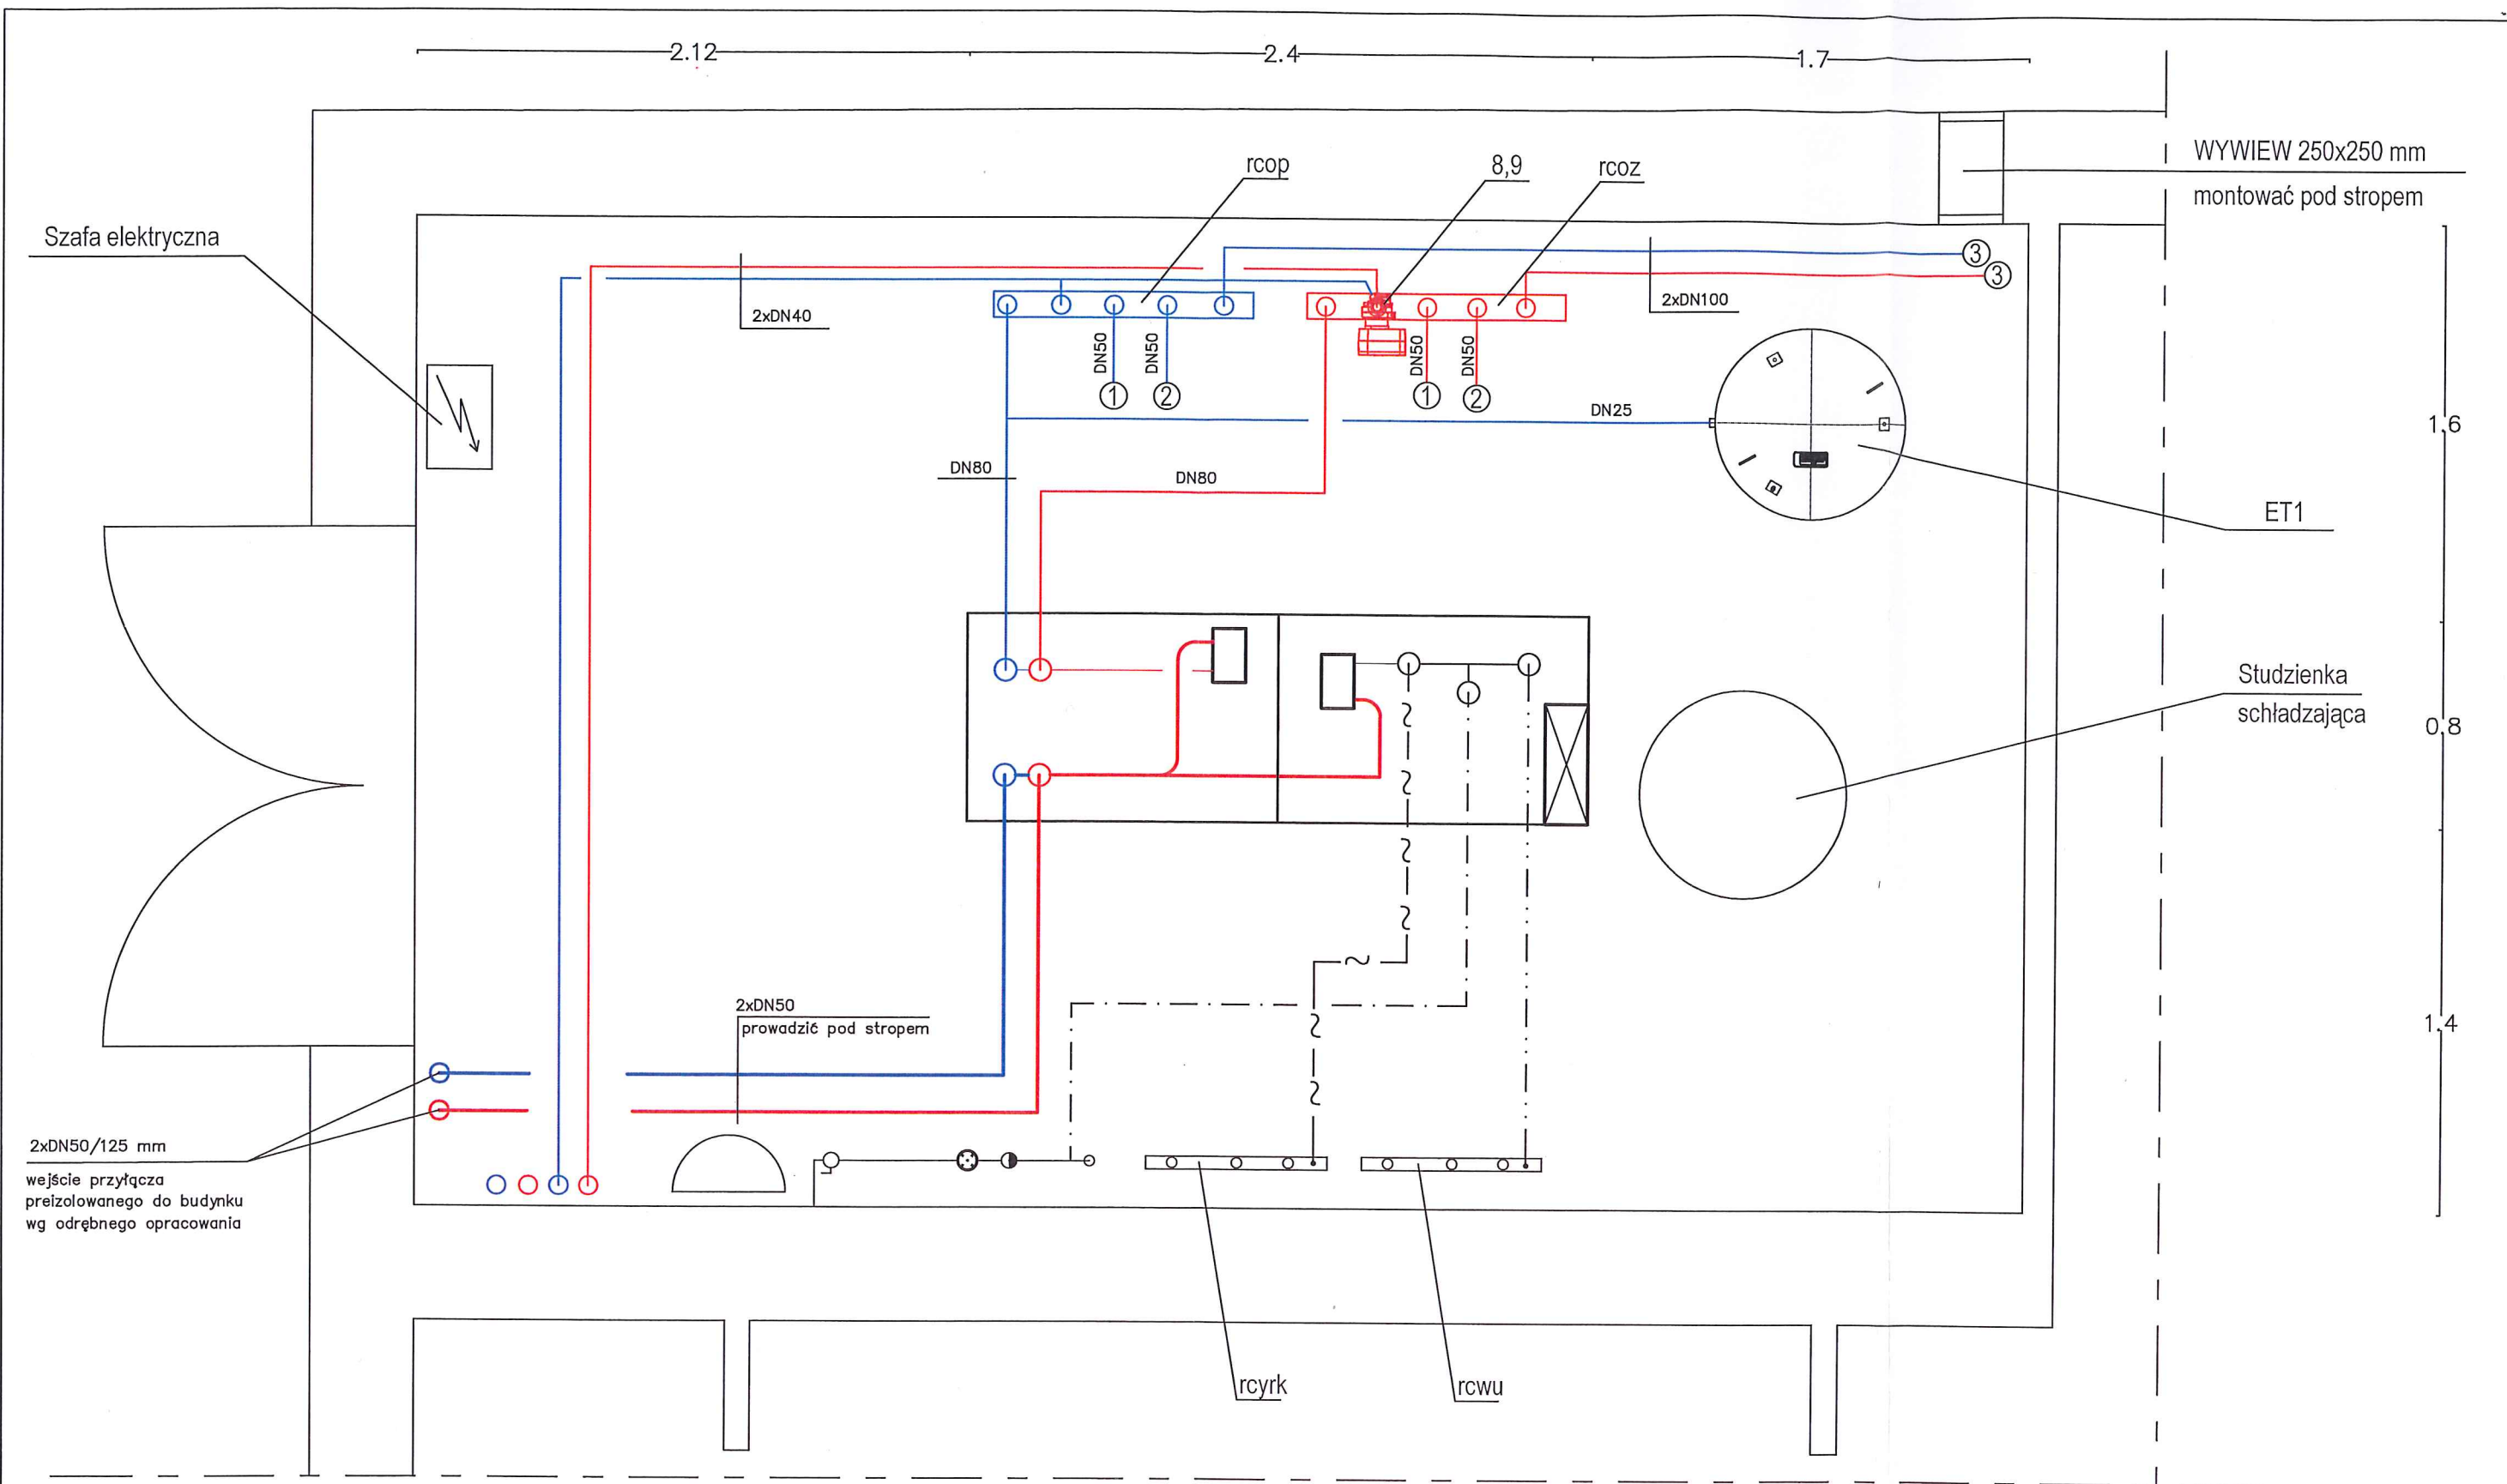 2.12
2.4
1.7
WYWIEW 250x250 mm
montować pod stropem
rcop
8,9
rcoz
Szafa elektryczna
3
3
2xDN40
2xDN100
DN50
DN50
DN50
DN50
1
2
1
2
DN25
1.6
DN80
DN80
ET1
Studzienka
schładzająca
0.8
2xDN50
prowadzić pod stropem
1.4
2xDN50/125 mm
wejście przyłącza
preizolowanego do budynku
wg odrębnego opracowania
rcyrk
rcwu